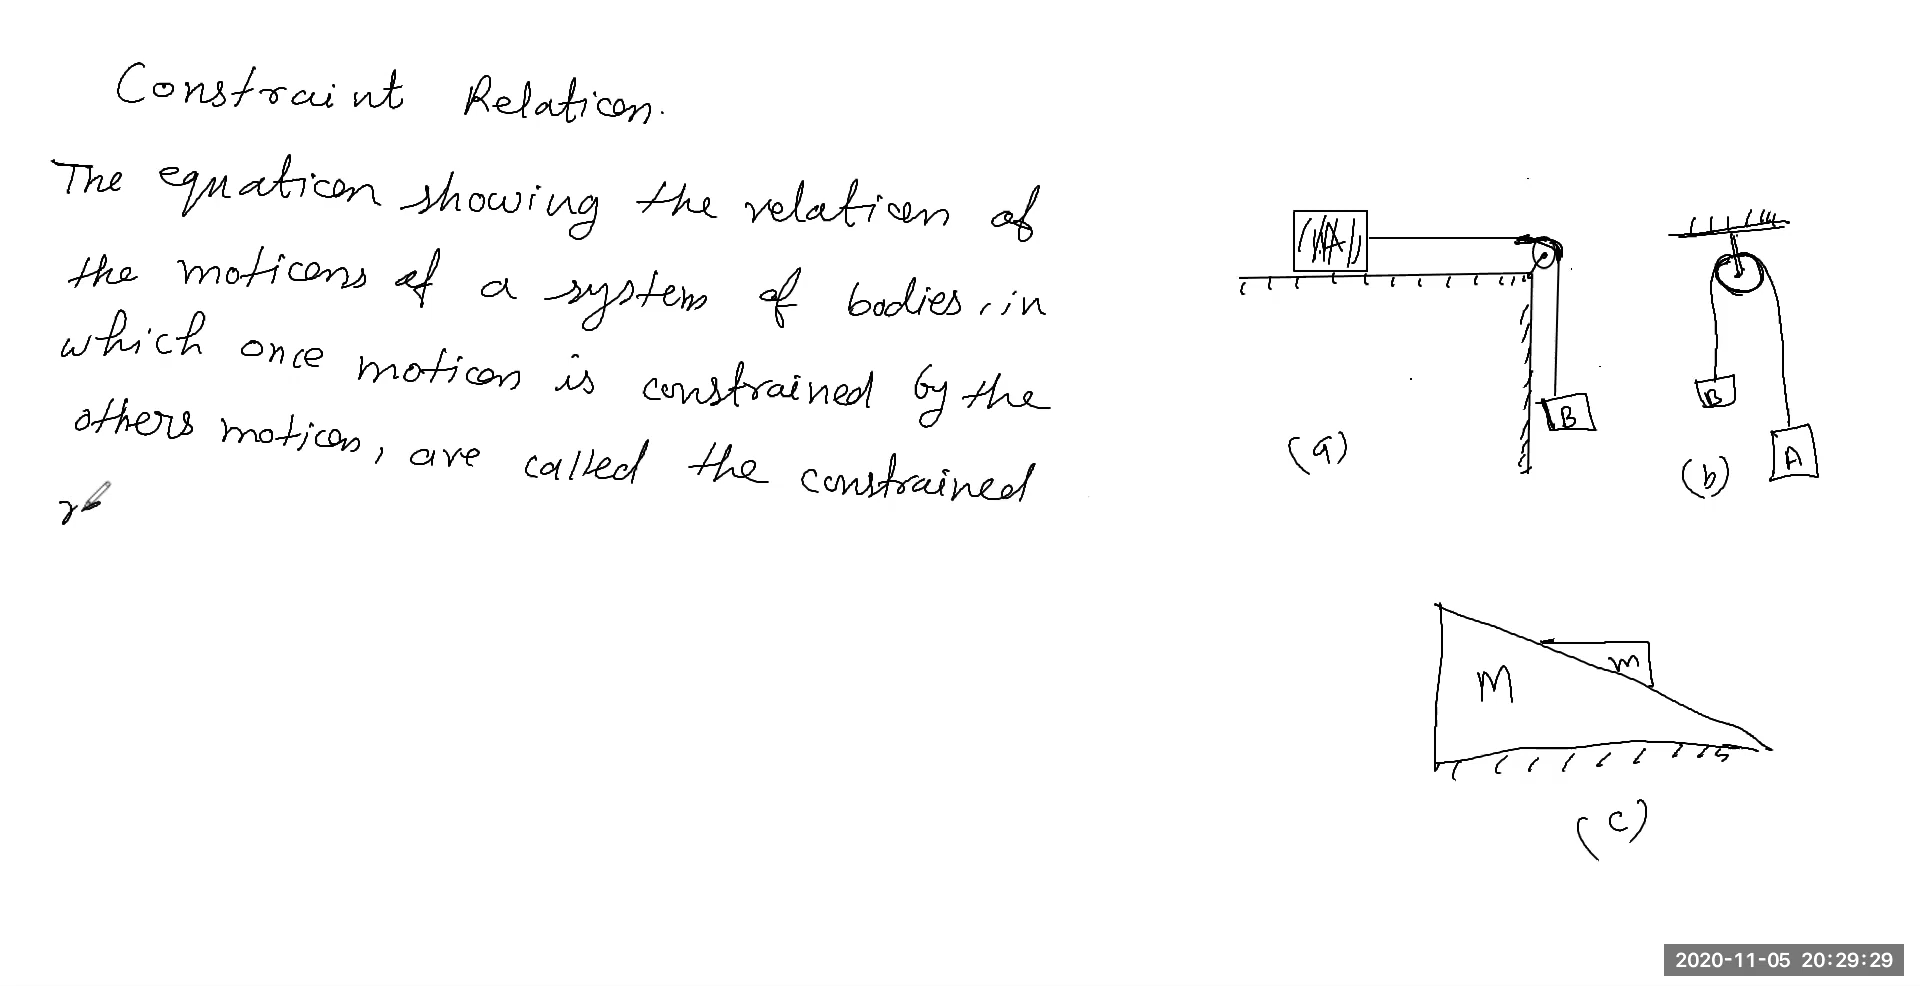 Constraint Relation.
The equation showing the relation of
the motions of a system of bodies, in
which once motion is constrained by the
others motion, are called the constrained
A
B
(a)
B
A
(b)
M
m
(c)
2020-11-05 20:29:29